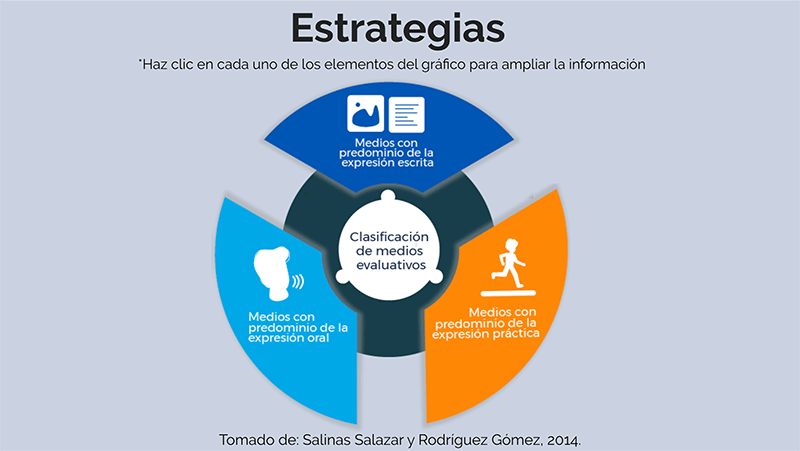 Estrategias
*Haz clic en cada uno de los elementos del gráfico para ampliar la información
Medios con
predominio de la
expresión escrita
Clasificación
de medios
evaluativos
Medios con
predominio de la
expresión oral
Medios con
predominio de la
expresión práctica
Tomado de: Salinas Salazar y Rodríguez Gómez, 2014.